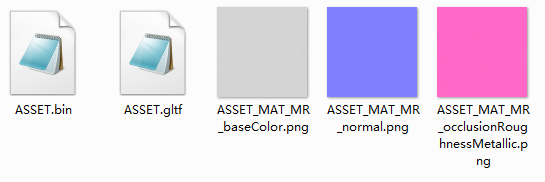 ASSET.bin
ASSET.gltf
ASSET_MAT_MR
_baseColor.png
ASSET_MAT_MR
_normal.png
ASSET_MAT_MR
_occlusionRoug
hnessMetallic.p
ng